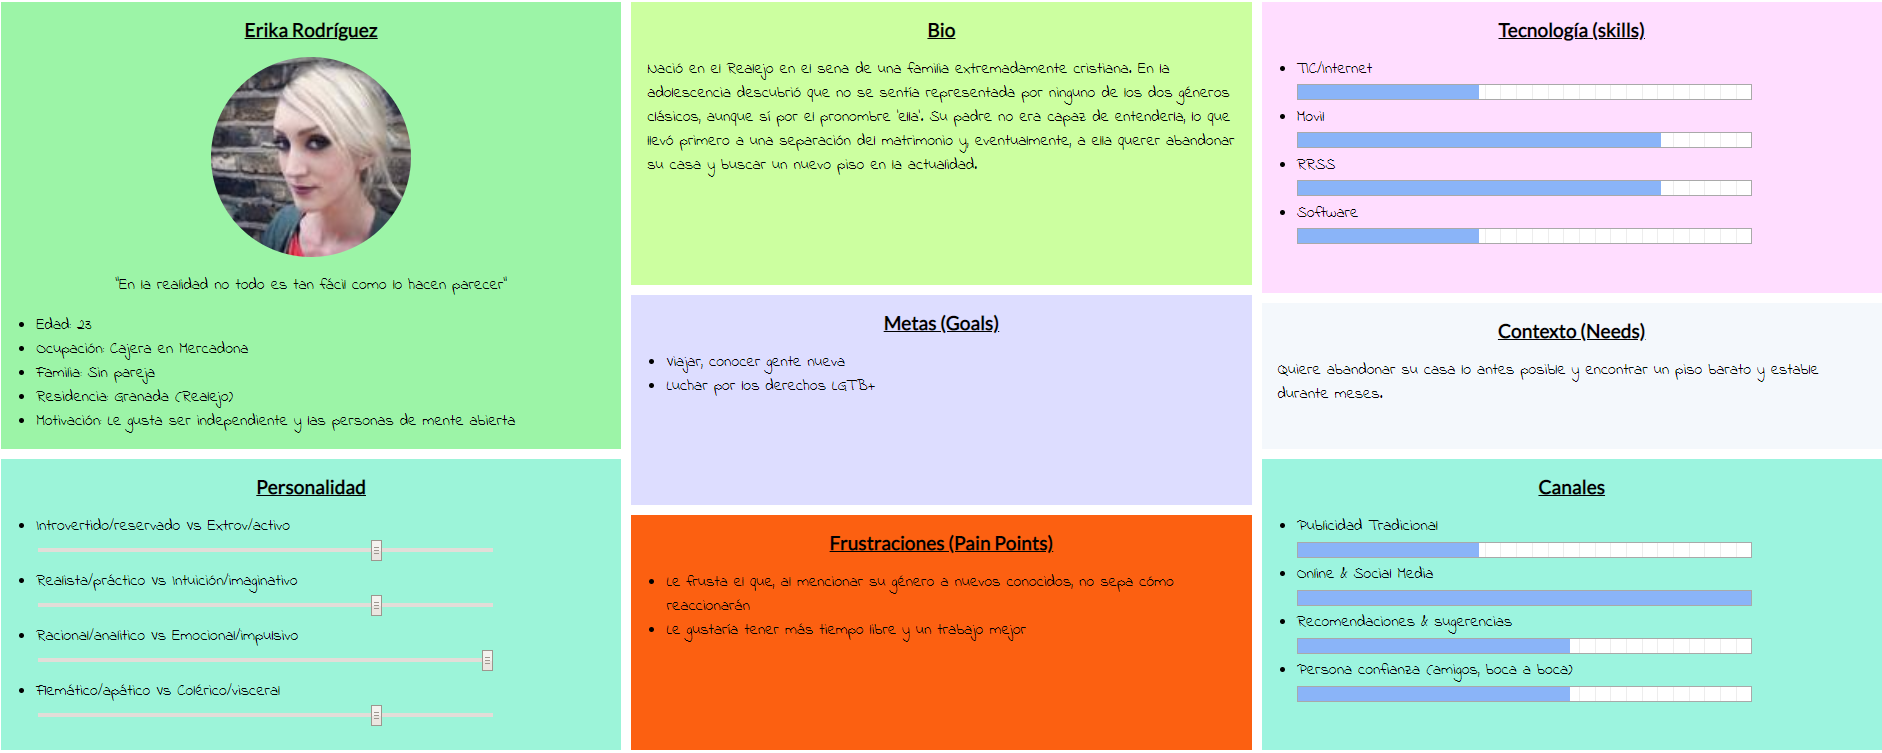 Erika Rodríguez
"En la realidad no todo es tan fácil como lo hacen parecer"
Edad: 23
Ocupación: Cajera en Mercadona
Familia: Sin pareja
Residencia: Granada (Realejo)
Motivación: Le gusta ser independiente y las personas de mente abierta
Personalidad
Introvertido/reservado Vs Extrov/activo
Realista/práctico Vs Intuición/imaginativo
Racional/analitico Vs Emocional/impulsivo
Flemático/apático Vs Colérico/visceral
Bio
Nació en el Realejo en el sena de una familia extremadamente cristiana. En la
adolescencia descubrió que no se sentía representada por ninguno de los dos géneros
clásicos, aunque sí por el pronombre 'ella'. Su padre no era capaz de entenderla, lo que
llevó primero a una separación del matrimonio y, eventualmente, a ella querer abandonar
su casa y buscar un nuevo piso en la actualidad.
Metas (Goals)
Viajar, conocer gente nueva
Luchar por los derechos LGTB+
Frustraciones (Pain Points)
Le frusta el que, al mencionar su género a nuevos conocidos, no sepa cómo
reaccionarán
Le gustaría tener más tiempo libre y un trabajo mejor
Tecnología (skills)
TIC/Internet
Movil
RRSS
Software
Contexto (Needs)
Quiere abandonar su casa lo antes posible y encontrar un piso barato y estable
durante meses.
Canales
Publicidad Tradicional
Online & Social Media
Recomendaciones & sugerencias
Persona confianza (amigos, boca a boca)